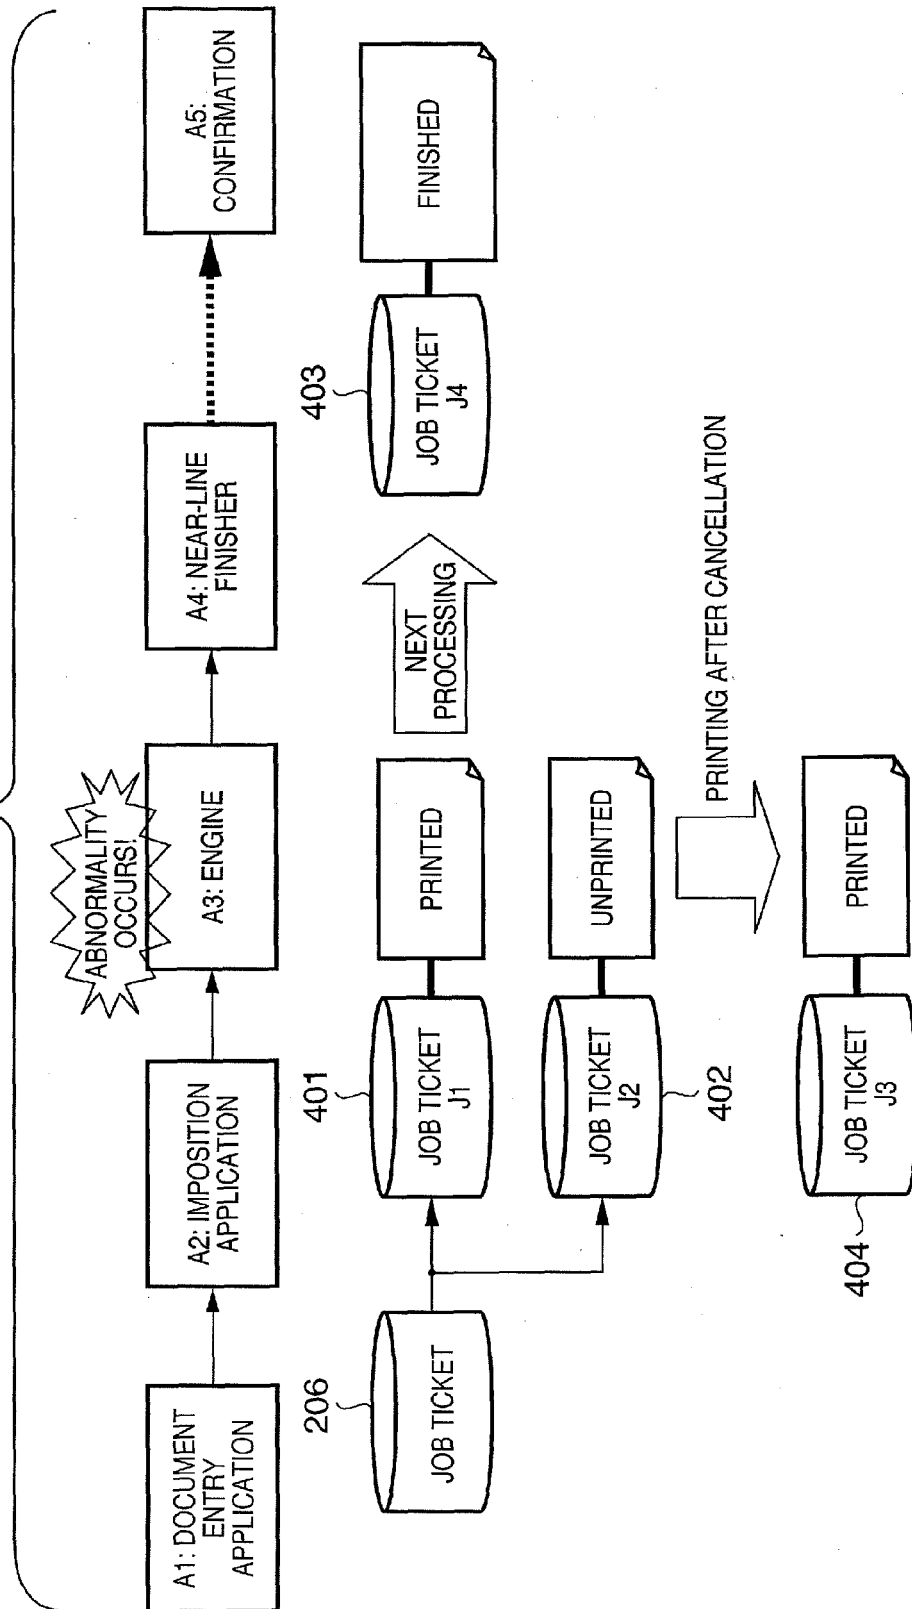 A1: DOCUMENT
ENTRY
APPLICATION
A2: IMPOSITION
APPLICATION
ABNORMALITY
OCCURS!
A3: ENGINE
A4: NEAR-LINE
FINISHER
A5:
CONFIRMATION
206
JOB TICKET
401
JOB TICKET
J1
PRINTED
NEXT
PROCESSING
403
JOB TICKET
J4
FINISHED
JOB TICKET
J2
402
UNPRINTED
PRINTING AFTER CANCELLATION
404
JOB TICKET
J3
PRINTED